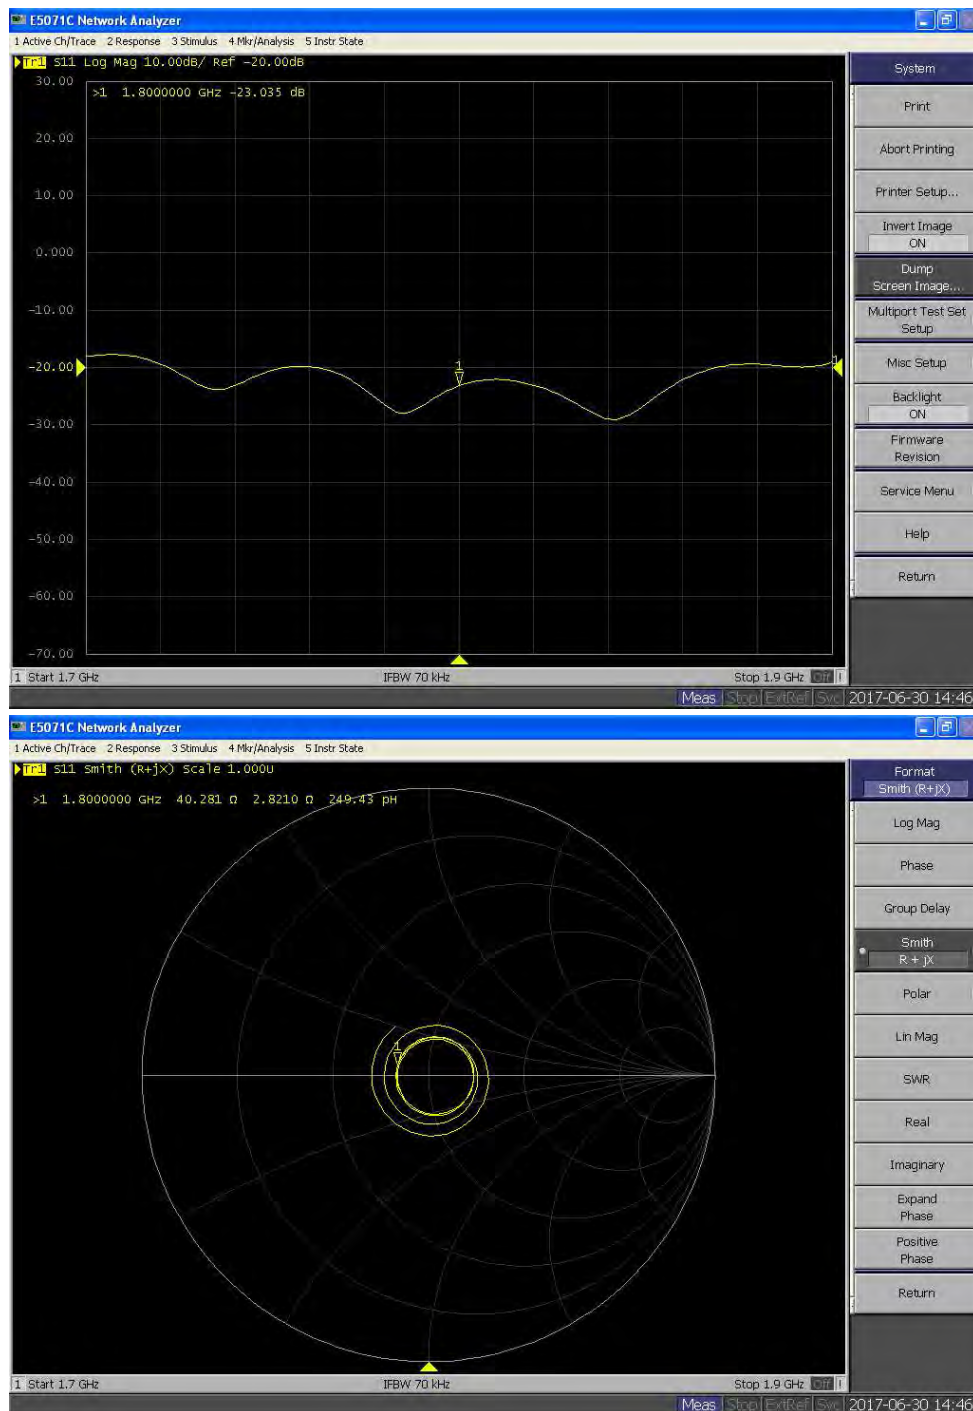 E5071C Network Analyzer
1 Active Ch/Trace 2 Response 3 Stimulus 4 Mkr/Analysis 5 Instr State
Tr1 S11 Log Mag 10.00dB/ Ref -20.00dB
>1 1.8000000 GHz -23.035 dB
30.00
20.00
10.00
0.000
-10.00
-20.00
-30.00
-40.00
-50.00
-60.00
-70.00
1
1
1 Start 1.7 GHz IFBW 70 kHz Stop 1.9 GHz Off !
Meas Stop ExtRef Svc 2017-06-30 14:46
System
Print
Abort Printing
Printer Setup...
Invert Image
ON
Dump
Screen Image...
Multiport Test Set
Setup
Misc Setup
Backlight
ON
Firmware
Revision
Service Menu
Help
Return
E5071C Network Analyzer
1 Active Ch/Trace 2 Response 3 Stimulus 4 Mkr/Analysis 5 Instr State
Tr1 S11 Smith (R+jX) Scale 1.000U
>1 1.8000000 GHz 40.281 Ω 2.8210 Ω 249.43 pH
1
1 Start 1.7 GHz IFBW 70 kHz Stop 1.9 GHz Off !
Meas Stop ExtRef Svc 2017-06-30 14:46
Format
Smith (R+jX)
Log Mag
Phase
Group Delay
Smith
R + jX
Polar
Lin Mag
SWR
Real
Imaginary
Expand
Phase
Positive
Phase
Return